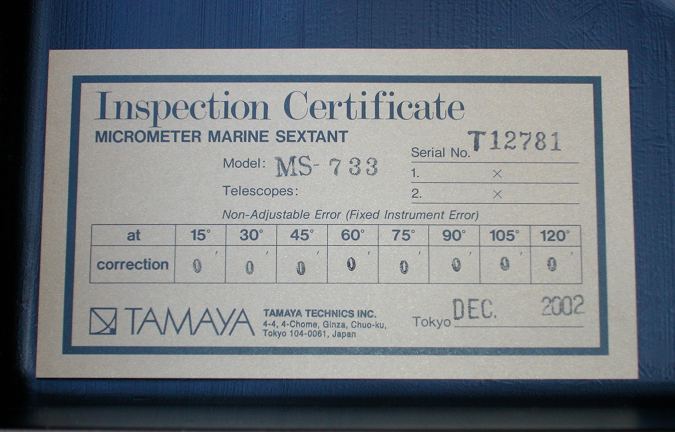 Inspection Certificate
MICROMETER MARINE SEXTANT
Serial No. T12781
Model: MS-733
1. ×
Telescopes:
2. ×
Non-Adjustable Error (Fixed Instrument Error)
at 15° 30° 45° 60° 75° 90° 105° 120°
correction 0′ 0′ 0′ 0′ 0′ 0′ 0′ 0′
TAMAYA
TAMAYA TECHNICS INC.
4-4, 4-Chome, Ginza, Chuo-ku,
Tokyo 104-0061, Japan
Tokyo DEC. 2002